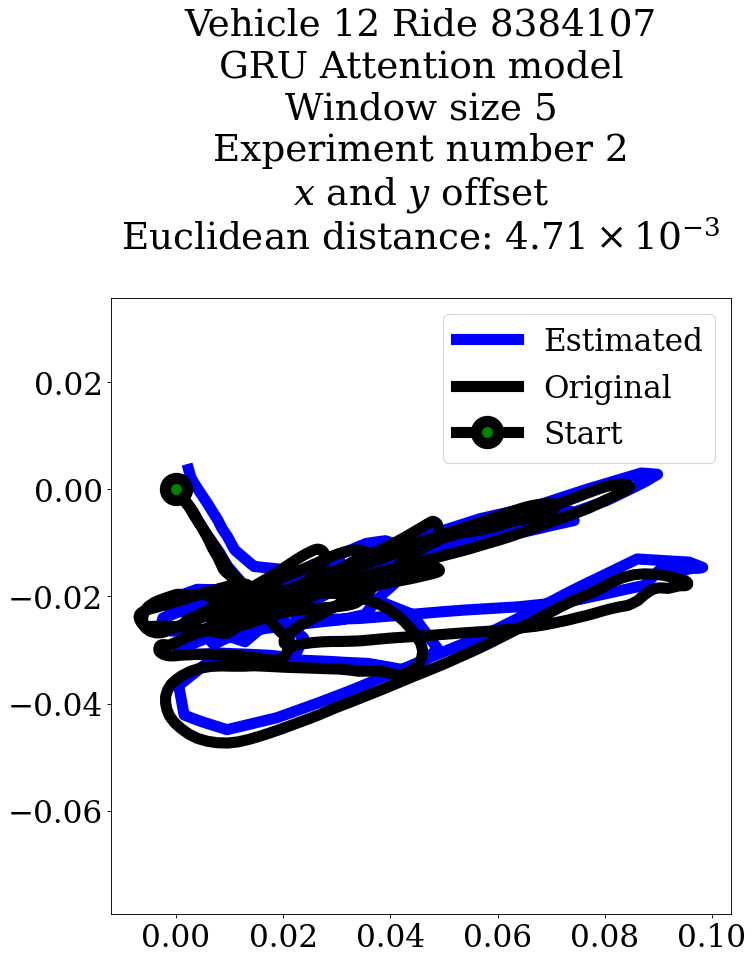 Vehicle 12 Ride 8384107
GRU Attention model
Window size 5
Experiment number 2
x and y offset
Euclidean distance: 4.71 × 10⁻³
Estimated
Original
Start
0.02
0.00
−0.02
−0.04
−0.06
0.00 0.02 0.04 0.06 0.08 0.10